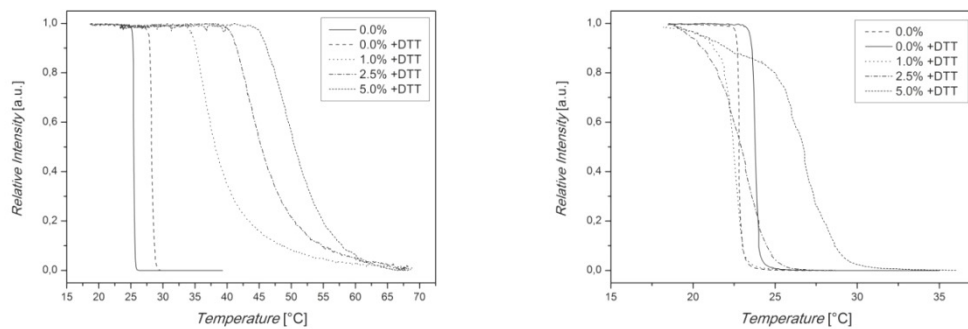 1,0
0,8
0,6
0,4
0,2
0,0
Relative Intensity [a.u.]
0.0%
0.0% +DTT
1.0% +DTT
2.5% +DTT
5.0% +DTT
15 20 25 30 35 40 45 50 55 60 65 70
Temperature [°C]
1,0
0,8
0,6
0,4
0,2
0,0
Relative Intensity [a.u.]
0.0%
0.0% +DTT
1.0% +DTT
2.5% +DTT
5.0% +DTT
15 20 25 30 35
Temperature [°C]